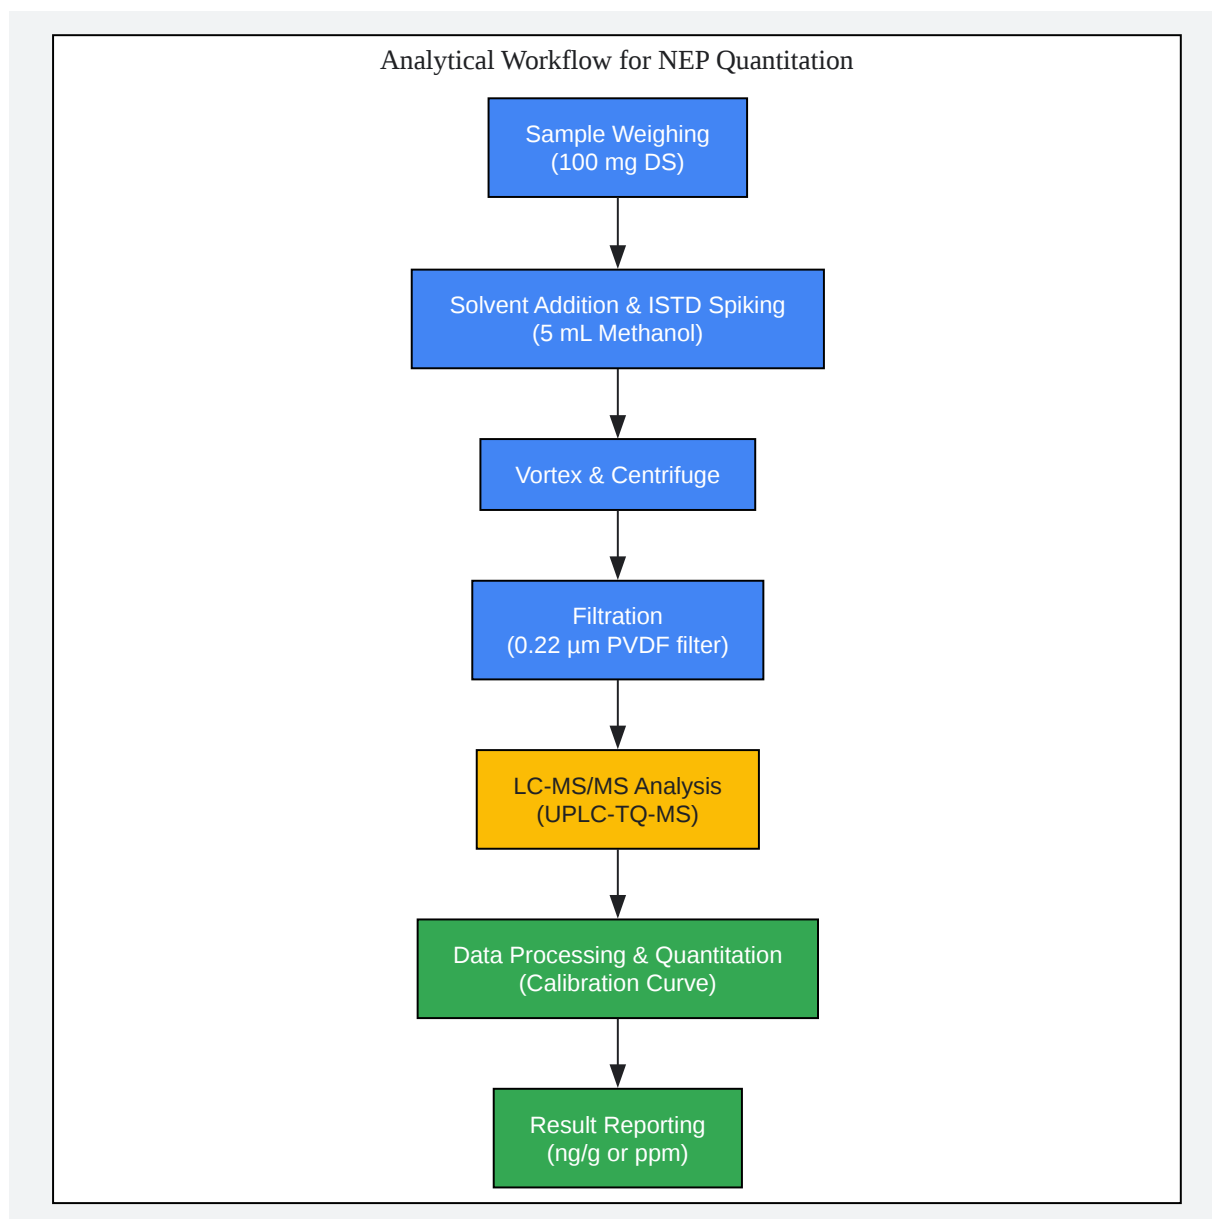 Analytical Workflow for NEP Quantitation
Sample Weighing
(100 mg DS)
Solvent Addition & ISTD Spiking
(5 mL Methanol)
Vortex & Centrifuge
Filtration
(0.22 µm PVDF filter)
LC-MS/MS Analysis
(UPLC-TQ-MS)
Data Processing & Quantitation
(Calibration Curve)
Result Reporting
(ng/g or ppm)